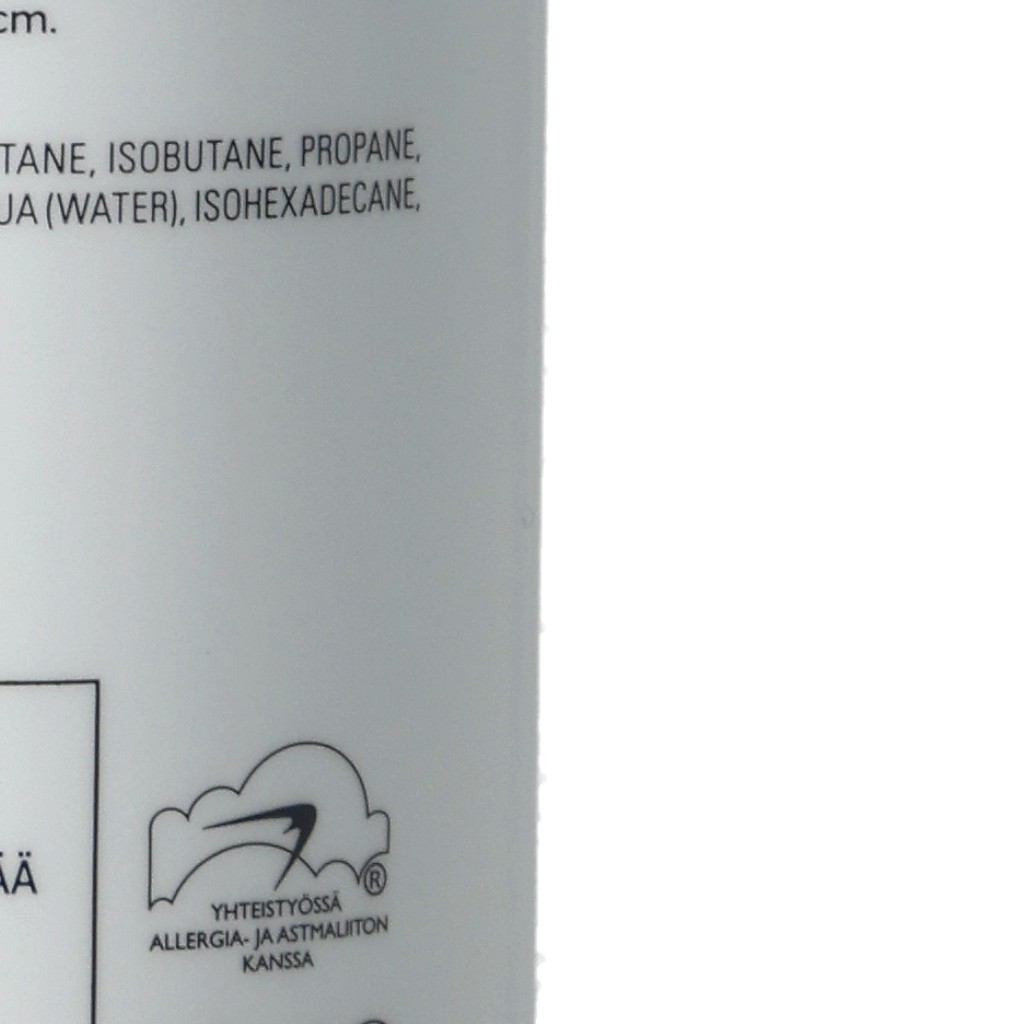 cm.
TANE, ISOBUTANE, PROPANE,
UA (WATER), ISOHEXADECANE,
ÄÄ
®
YHTEISTYÖSSÄ
ALLERGIA- JA ASTMALIITON
KANSSA